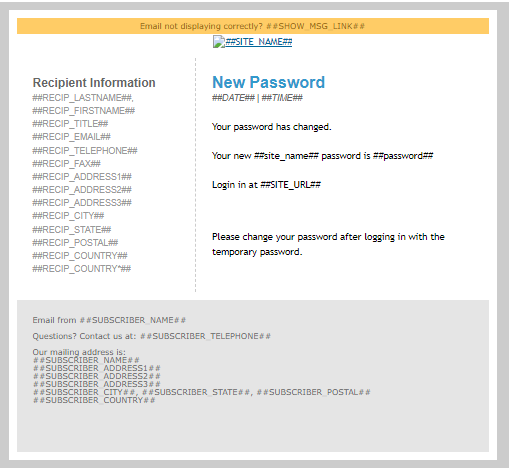 Email not displaying correctly? ##SHOW_MSG_LINK##
##SITE_NAME##
Recipient Information
##RECIP_LASTNAME##,
##RECIP_FIRSTNAME##
##RECIP_TITLE##
##RECIP_EMAIL##
##RECIP_TELEPHONE##
##RECIP_FAX##
##RECIP_ADDRESS1##
##RECIP_ADDRESS2##
##RECIP_ADDRESS3##
##RECIP_CITY##
##RECIP_STATE##
##RECIP_POSTAL##
##RECIP_COUNTRY##
##RECIP_COUNTRY*##
New Password
##DATE## | ##TIME##
Your password has changed.
Your new ##site_name## password is ##password##
Login in at ##SITE_URL##
Please change your password after logging in with the
temporary password.
Email from ##SUBSCRIBER_NAME##
Questions? Contact us at: ##SUBSCRIBER_TELEPHONE##
Our mailing address is:
##SUBSCRIBER_NAME##
##SUBSCRIBER_ADDRESS1##
##SUBSCRIBER_ADDRESS2##
##SUBSCRIBER_ADDRESS3##
##SUBSCRIBER_CITY##, ##SUBSCRIBER_STATE##, ##SUBSCRIBER_POSTAL##
##SUBSCRIBER_COUNTRY##